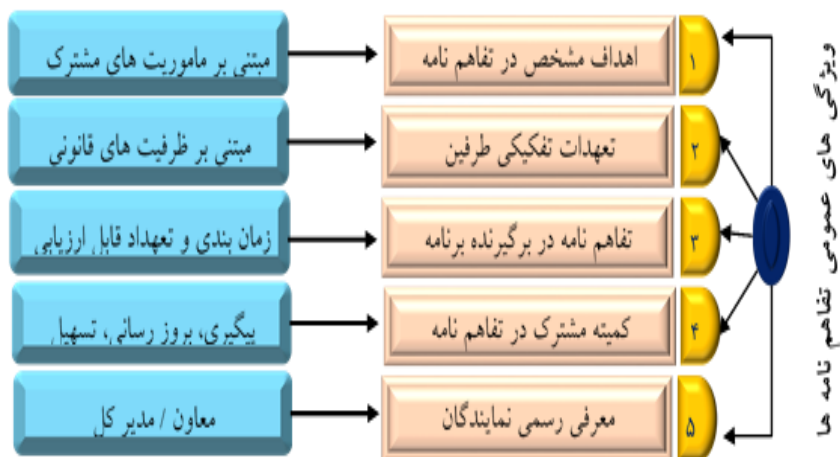 ویژگی های عمومی تفاهم نامه ها
۱
اهداف مشخص در تفاهم نامه
مبتنی بر ماموریت های مشترک
۲
تعهدات تفکیکی طرفین
مبتنی بر ظرفیت های قانونی
۳
تفاهم نامه در برگیرنده برنامه
زمان بندی و تعهداد قابل ارزیابی
۴
کمیته مشترک در تفاهم نامه
پیگیری، بروز رسانی، تسهیل
۵
معرفی رسمی نمایندگان
معاون / مدیر کل